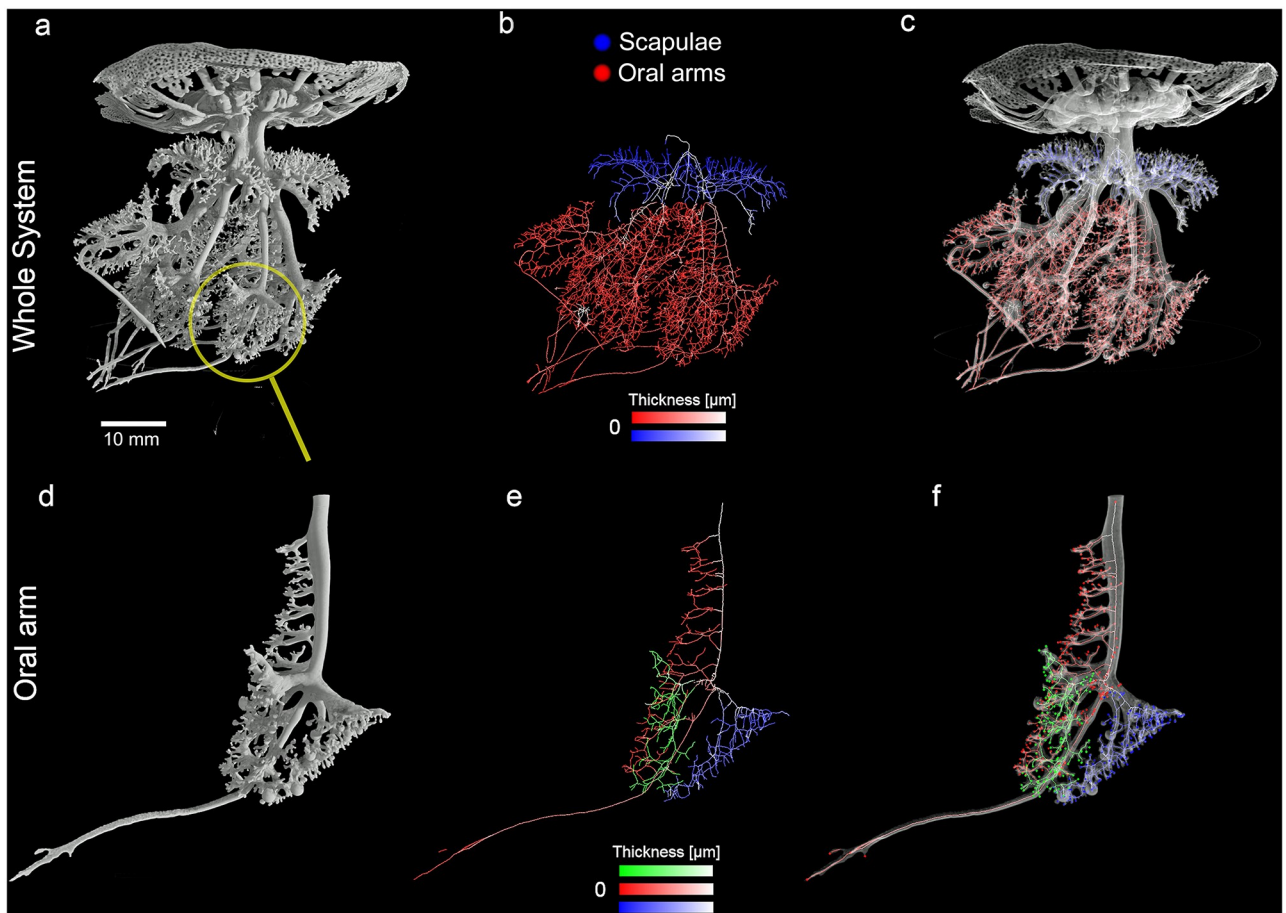 a
b
c
Scapulae
Oral arms
Whole System
10 mm
Thickness [µm]
0
d
e
f
Oral arm
Thickness [µm]
0